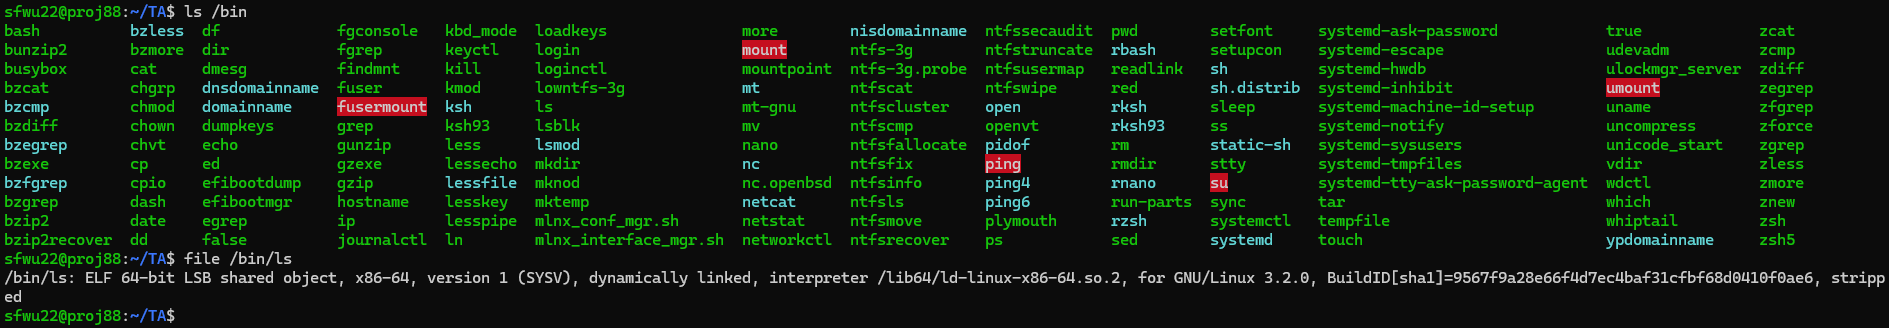 sfwu22@proj88:~/TA$ ls /bin
bash bzless df fgconsole kbd_mode loadkeys more nisdomainname ntfssecaudit pwd setfont systemd-ask-password true zcat
bunzip2 bzmore dir fgrep keyctl login mount ntfs-3g ntfstruncate rbash setupcon systemd-escape udevadm zcmp
busybox cat dmesg findmnt kill loginctl mountpoint ntfs-3g.probe ntfsusermap readlink sh systemd-hwdb ulockmgr_server zdiff
bzcat chgrp dnsdomainname fuser kmod lowntfs-3g mt ntfscat ntfswipe red sh.distrib systemd-inhibit umount zegrep
bzcmp chmod domainname fusermount ksh ls mt-gnu ntfscluster open rksh sleep systemd-machine-id-setup uname zfgrep
bzdiff chown dumpkeys grep ksh93 lsblk mv ntfscmp openvt rksh93 ss systemd-notify uncompress zforce
bzegrep chvt echo gunzip less lsmod nano ntfsfallocate pidof rm static-sh systemd-sysusers unicode_start zgrep
bzexe cp ed gzexe lessecho mkdir nc ntfsfix ping rmdir stty systemd-tmpfiles vdir zless
bzfgrep cpio efibootdump gzip lessfile mknod nc.openbsd ntfsinfo ping4 rnano su systemd-tty-ask-password-agent wdctl zmore
bzgrep dash efibootmgr hostname lesskey mktemp netcat ntfsls ping6 run-parts sync tar which znew
bzip2 date egrep ip lesspipe mlnx_conf_mgr.sh netstat ntfsmove plymouth rzsh systemctl tempfile whiptail zsh
bzip2recover dd false journalctl ln mlnx_interface_mgr.sh networkctl ntfsrecover ps sed systemd touch ypdomainname zsh5
sfwu22@proj88:~/TA$ file /bin/ls
/bin/ls: ELF 64-bit LSB shared object, x86-64, version 1 (SYSV), dynamically linked, interpreter /lib64/ld-linux-x86-64.so.2, for GNU/Linux 3.2.0, BuildID[sha1]=9567f9a28e66f4d7ec4baf31cfbf68d0410f0ae6, stripp
ed
sfwu22@proj88:~/TA$